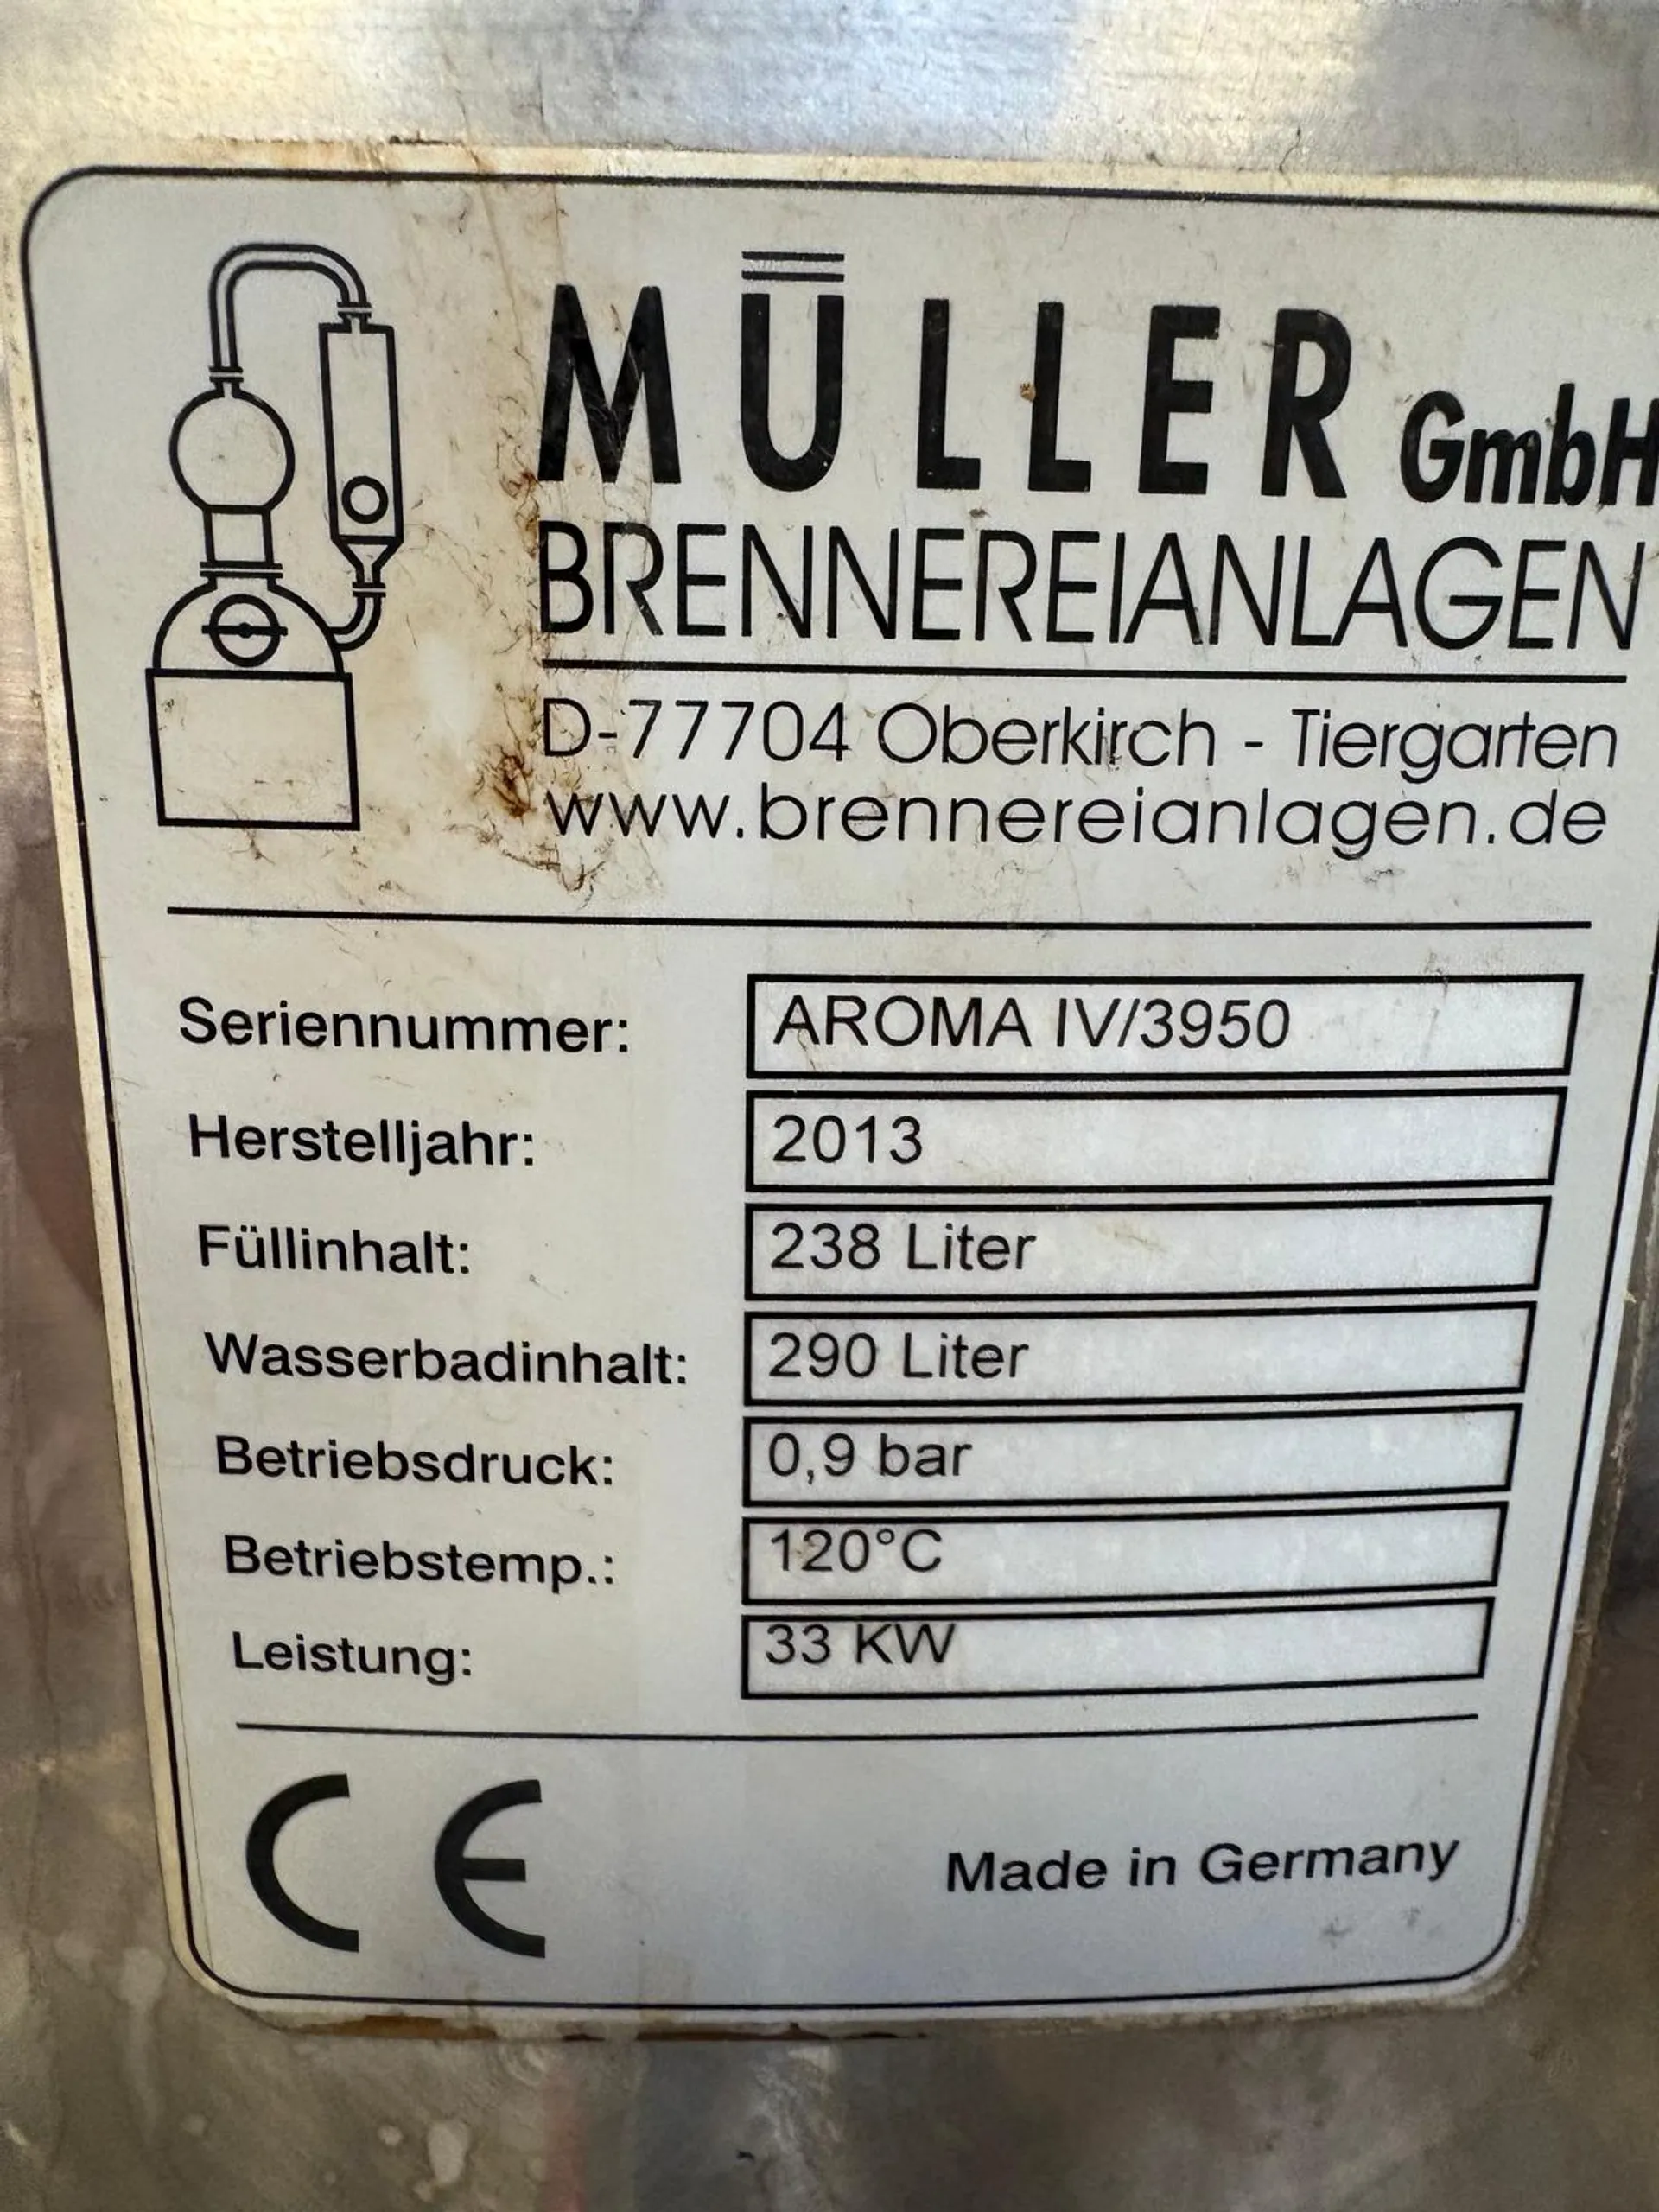 MÜLLER GmbH
BRENNEREIANLAGEN
D-77704 Oberkirch - Tiergarten
www.brennereianlagen.de
Seriennummer: AROMA IV/3950
Herstelljahr: 2013
Füllinhalt: 238 Liter
Wasserbadinhalt: 290 Liter
Betriebsdruck: 0,9 bar
Betriebstemp.: 120°C
Leistung: 33 KW
CE Made in Germany